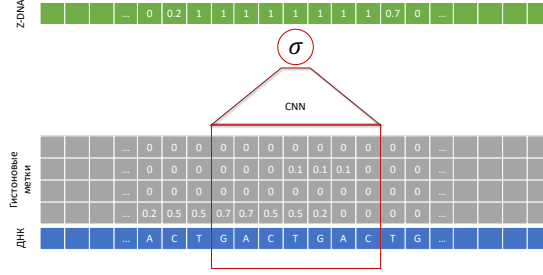 Z-DNA
... 0 0.2 1 1 1 1 1 1 1 1 0.7 0 ...
σ
CNN
Гистоновые
метки
... 0 0 0 0 0 0 0 0 0 0 0 0 ...
... 0 0 0 0 0 0 0.1 0.1 0.1 0 0 0 ...
... 0 0 0 0 0 0 0 0 0 0 0 0 ...
... 0.2 0.5 0.5 0.7 0.7 0.5 0.5 0.2 0 0 0 0 ...
ДНК
... A C T G A C T G A C T G ...